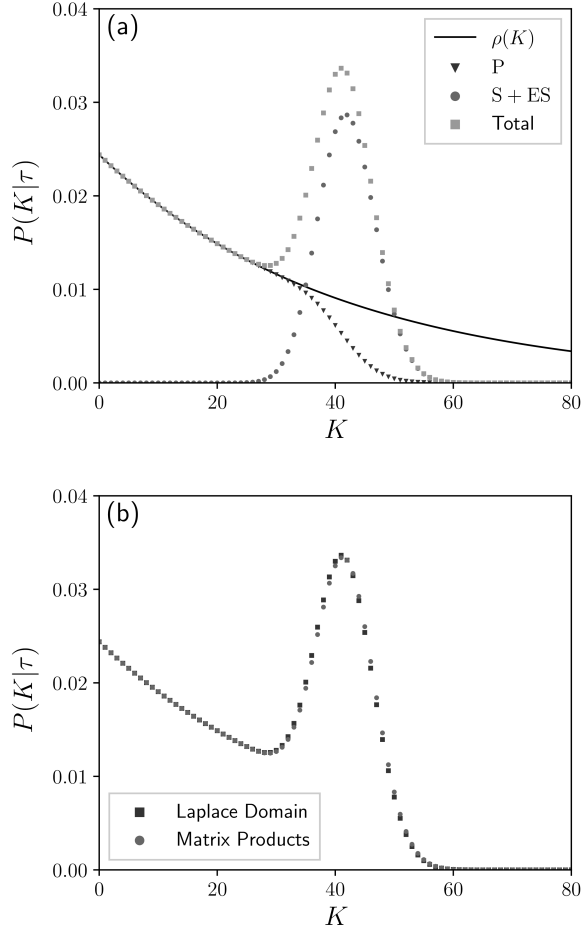 (a)
0.04
0.03
0.02
0.01
0.00
P(K|τ)
ρ(K)
P
S + ES
Total
0 20 40 60 80
K
(b)
0.04
0.03
0.02
0.01
0.00
P(K|τ)
Laplace Domain
Matrix Products
0 20 40 60 80
K